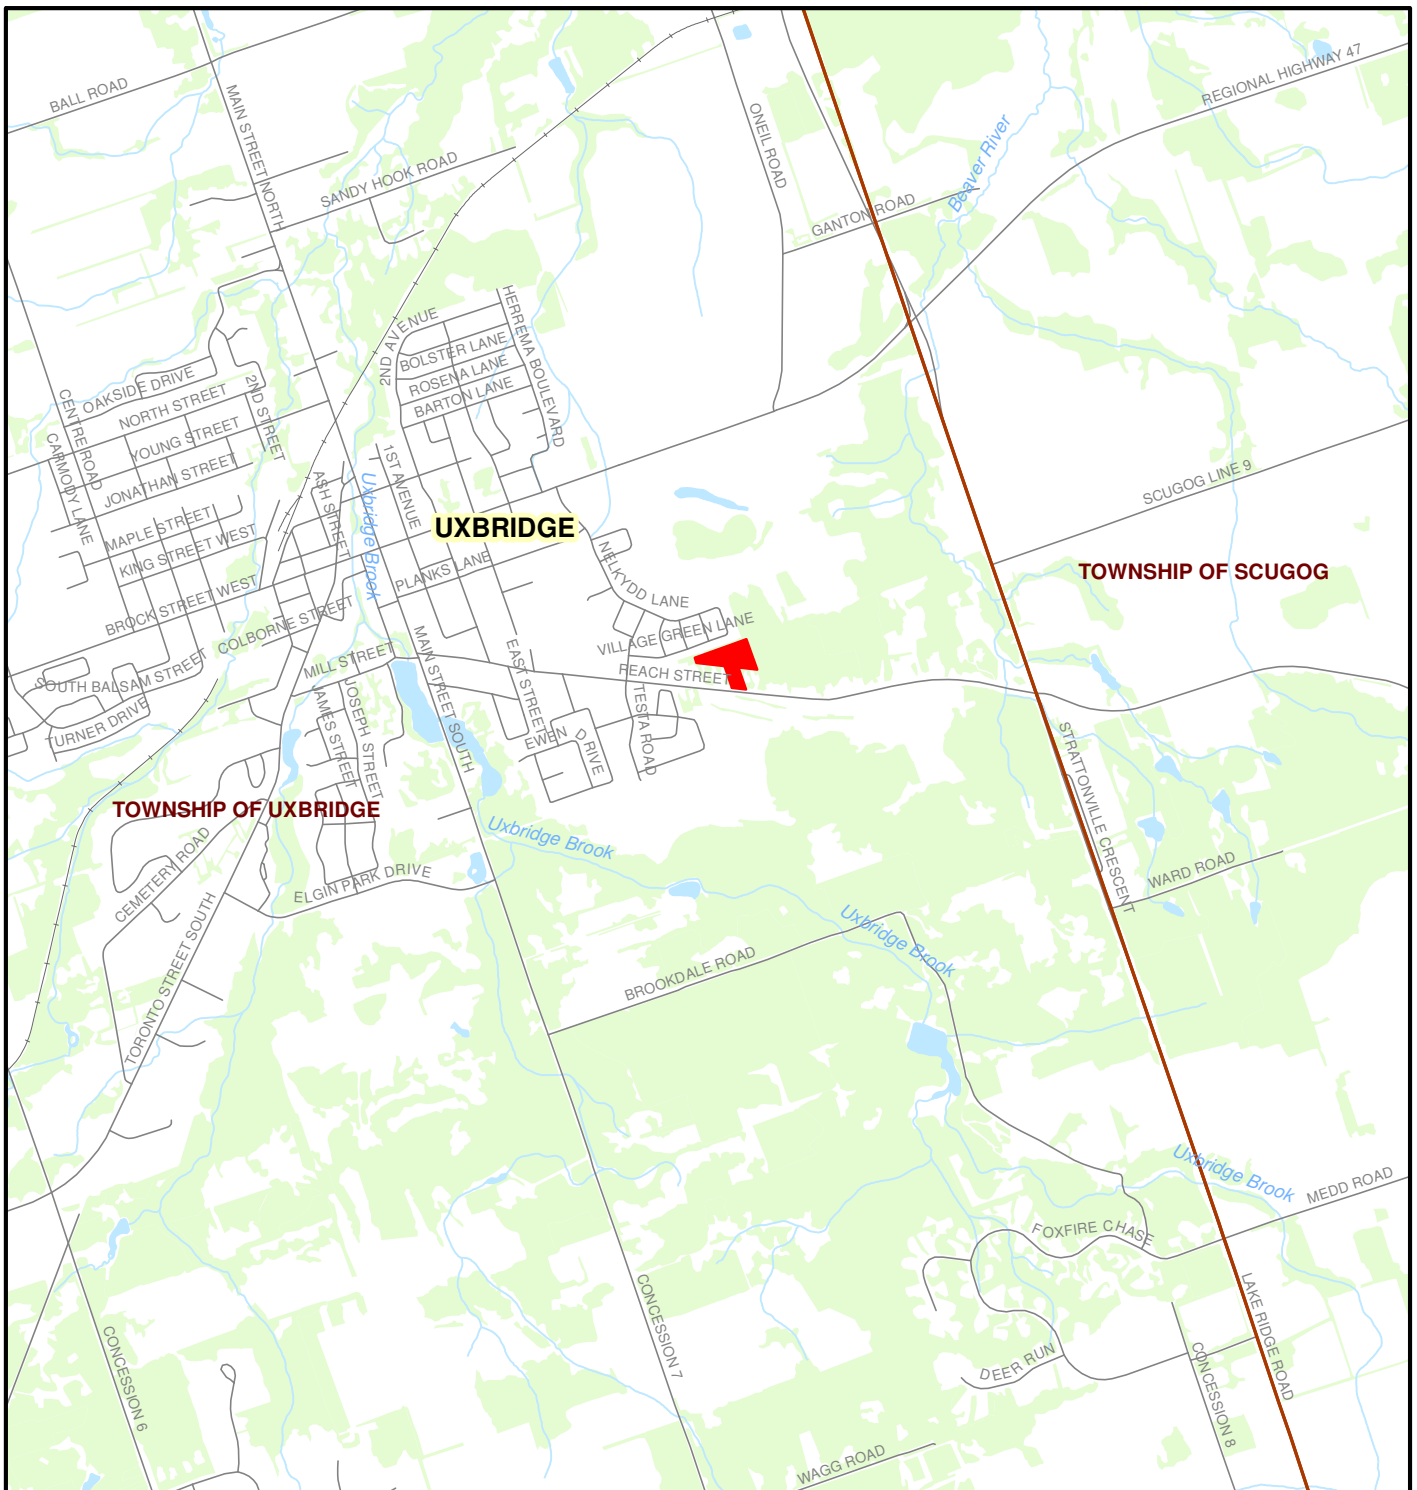 BALL ROAD
MAIN STREET NORTH
SANDY HOOK ROAD
ONEIL ROAD
GANTON ROAD
Beaver River
REGIONAL HIGHWAY 47
2ND AVENUE
HERREMA BOULEVARD
BOLSTER LANE
ROSENA LANE
BARTON LANE
OAKSIDE DRIVE
NORTH STREET
2ND STREET
YOUNG STREET
JONATHAN STREET
CENTRE ROAD
CARMODY LANE
MAPLE STREET
KING STREET WEST
ASH STREET
Uxbridge Brook
1ST AVENUE
UXBRIDGE
SCUGOG LINE 9
TOWNSHIP OF SCUGOG
PLANKS LANE
NELKYDD LANE
BROCK STREET WEST
COLBORNE STREET
VILLAGE GREEN LANE
MILL STREET
REACH STREET
SOUTH BALSAM STREET
TURNER DRIVE
JAMES STREET
JOSEPH STREET
MAIN STREET SOUTH
EAST STREET
EWEN DRIVE
TESTA ROAD
STRATTONVILLE CRESCENT
TOWNSHIP OF UXBRIDGE
Uxbridge Brook
CEMETERY ROAD
ELGIN PARK DRIVE
WARD ROAD
TORONTO STREET SOUTH
BROOKDALE ROAD
Uxbridge Brook
Uxbridge Brook
MEDD ROAD
FOXFIRE CHASE
CONCESSION 6
CONCESSION 7
DEER RUN
LAKE RIDGE ROAD
CONCESSION 8
WAGG ROAD